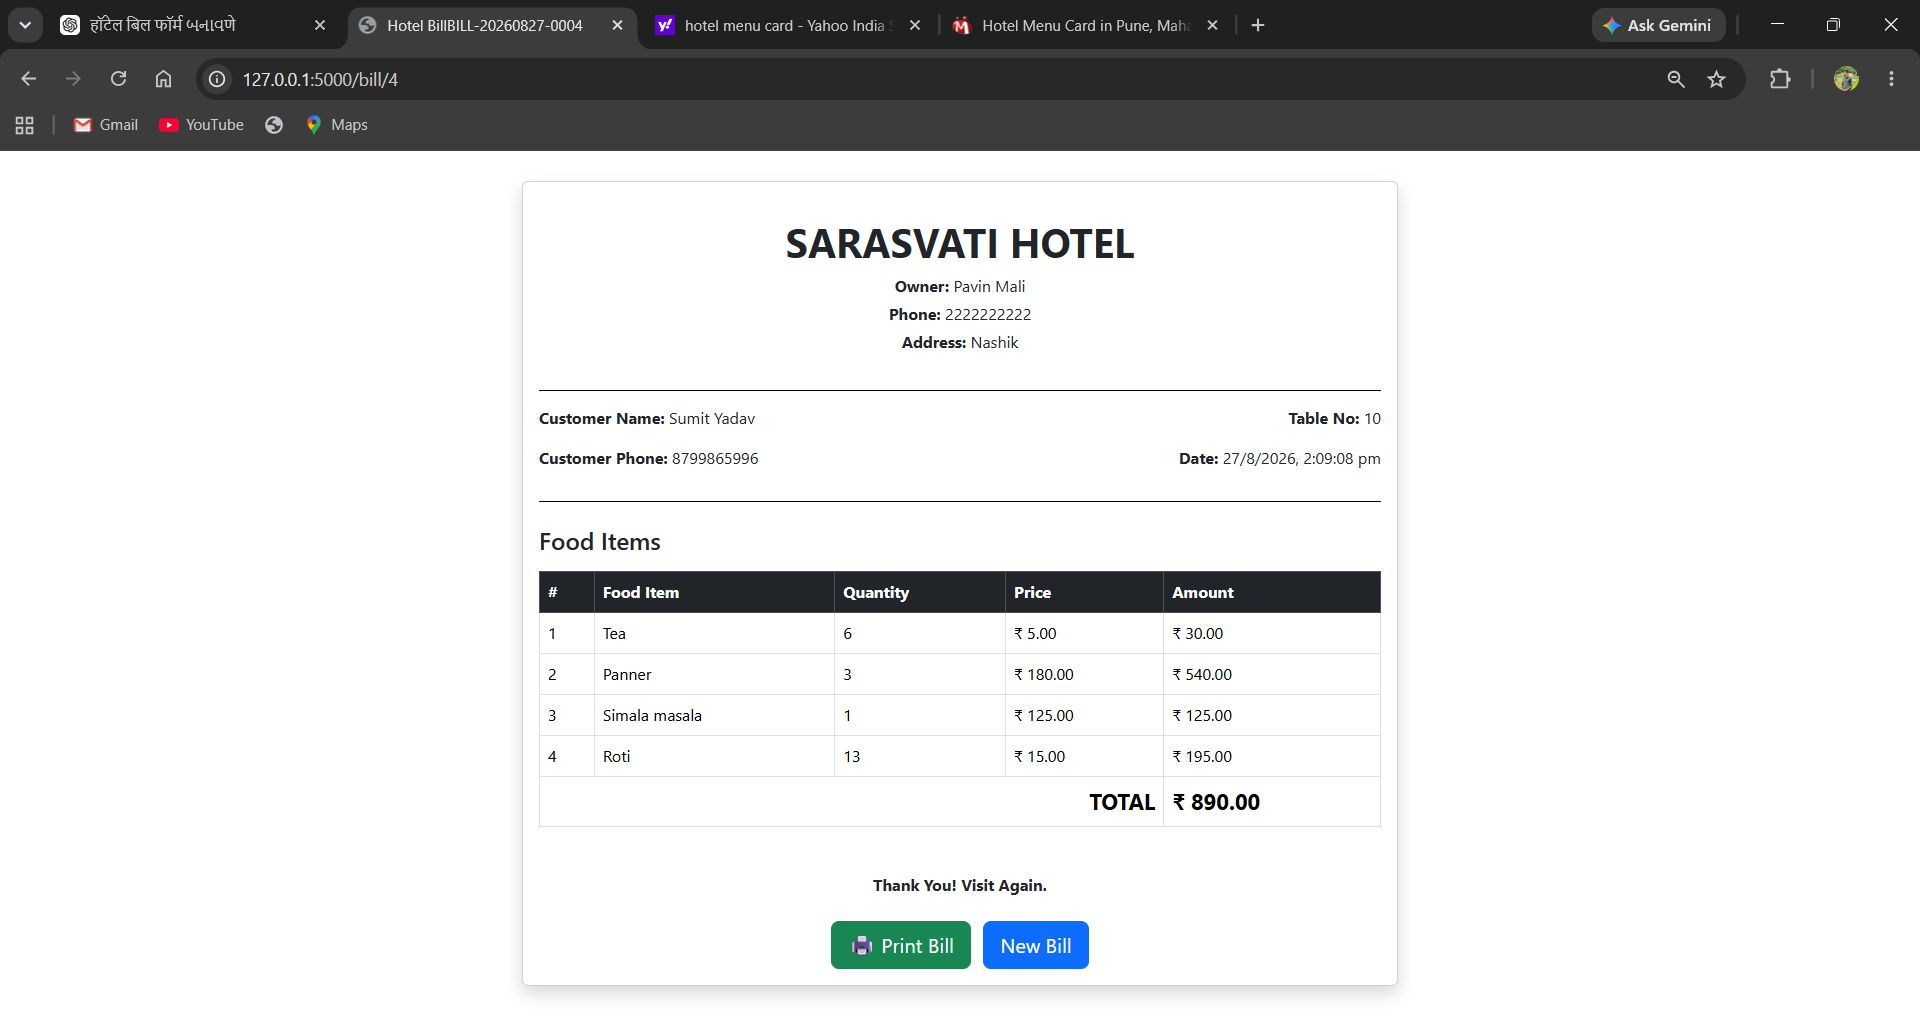 हॉटेल बिल फॉर्म બનાવણે
Hotel BillBILL-20260827-0004
hotel menu card - Yahoo India S
Hotel Menu Card in Pune, Maha
Ask Gemini
127.0.0.1:5000/bill/4
Gmail
YouTube
Maps
SARASVATI HOTEL
Owner: Pavin Mali
Phone: 2222222222
Address: Nashik
Customer Name: Sumit Yadav
Table No: 10
Customer Phone: 8799865996
Date: 27/8/2026, 2:09:08 pm
Food Items
# Food Item Quantity Price Amount
1 Tea 6 ₹ 5.00 ₹ 30.00
2 Panner 3 ₹ 180.00 ₹ 540.00
3 Simala masala 1 ₹ 125.00 ₹ 125.00
4 Roti 13 ₹ 15.00 ₹ 195.00
TOTAL ₹ 890.00
Thank You! Visit Again.
Print Bill
New Bill